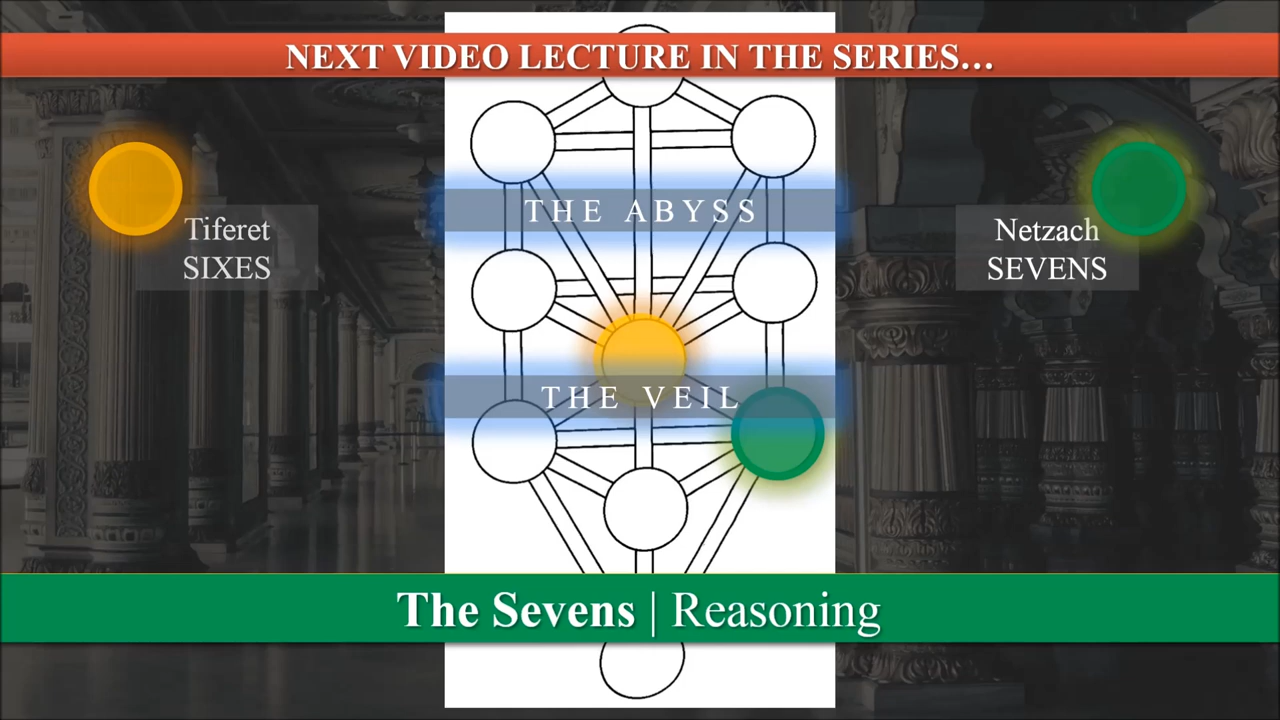 NEXT VIDEO LECTURE IN THE SERIES…
THE ABYSS
Tiferet
SIXES
Netzach
SEVENS
THE VEIL
The Sevens | Reasoning